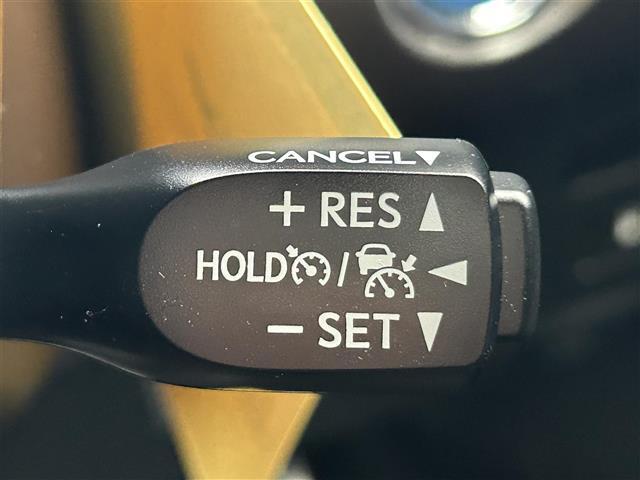 CANCEL▼
+ RES ▲
HOLD / ◀
− SET ▼